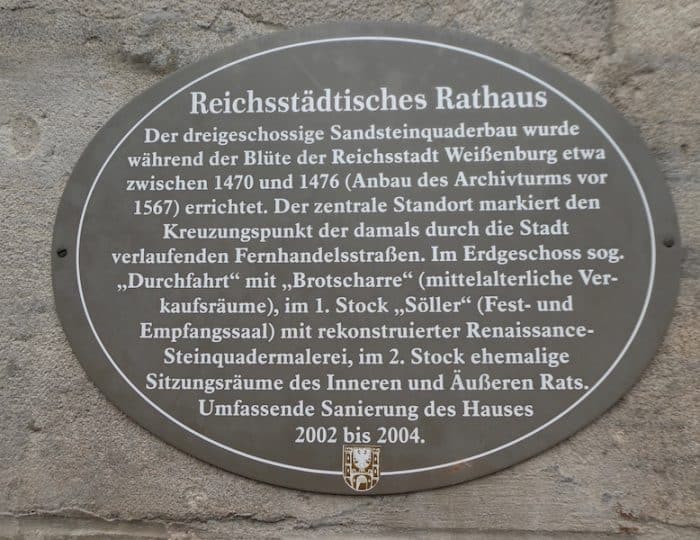 Reichsstädtisches Rathaus
Der dreigeschossige Sandsteinquaderbau wurde
während der Blüte der Reichsstadt Weißenburg etwa
zwischen 1470 und 1476 (Anbau des Archivturms vor
1567) errichtet. Der zentrale Standort markiert den
Kreuzungspunkt der damals durch die Stadt
verlaufenden Fernhandelsstraßen. Im Erdgeschoss sog.
„Durchfahrt“ mit „Brotscharre“ (mittelalterliche Ver-
kaufsräume), im 1. Stock „Söller“ (Fest- und
Empfangssaal) mit rekonstruierter Renaissance-
Steinquadermalerei, im 2. Stock ehemalige
Sitzungsräume des Inneren und Äußeren Rats.
Umfassende Sanierung des Hauses
2002 bis 2004.